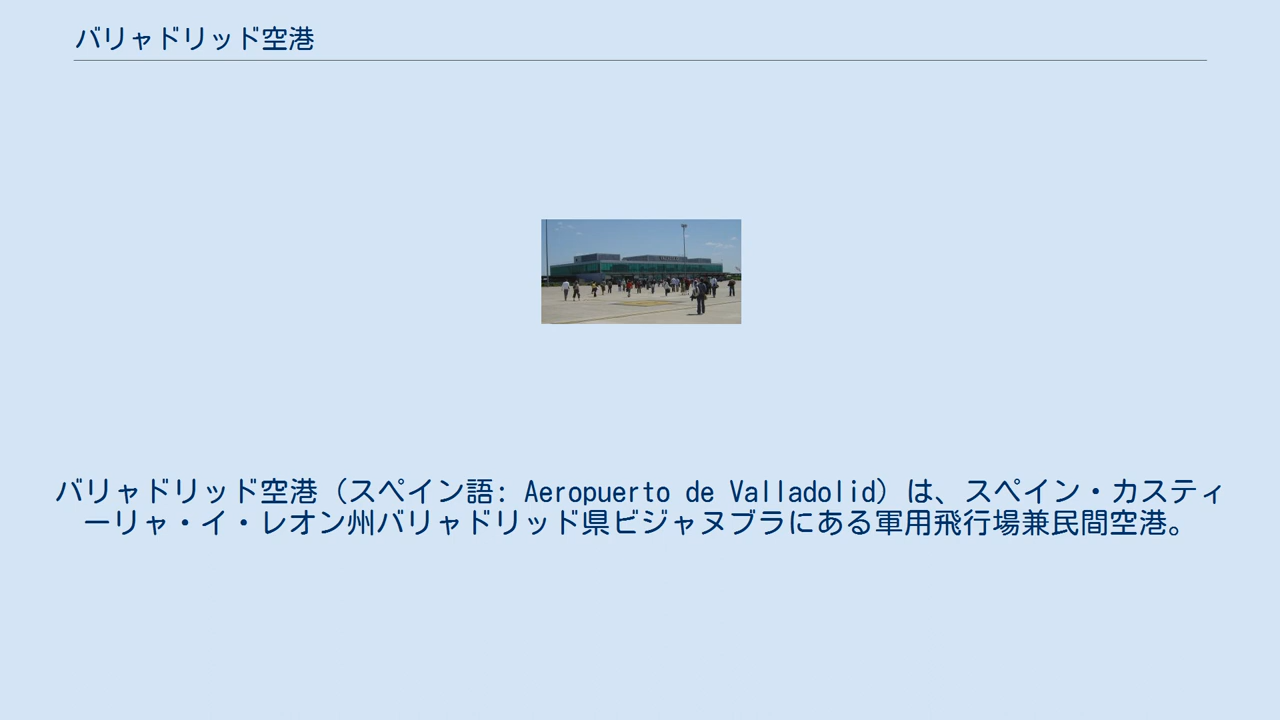 バリャドリッド空港
バリャドリッド空港（スペイン語: Aeropuerto de Valladolid）は、スペイン・カスティ
ーリャ・イ・レオン州バリャドリッド県ビジャヌブラにある軍用飛行場兼民間空港。